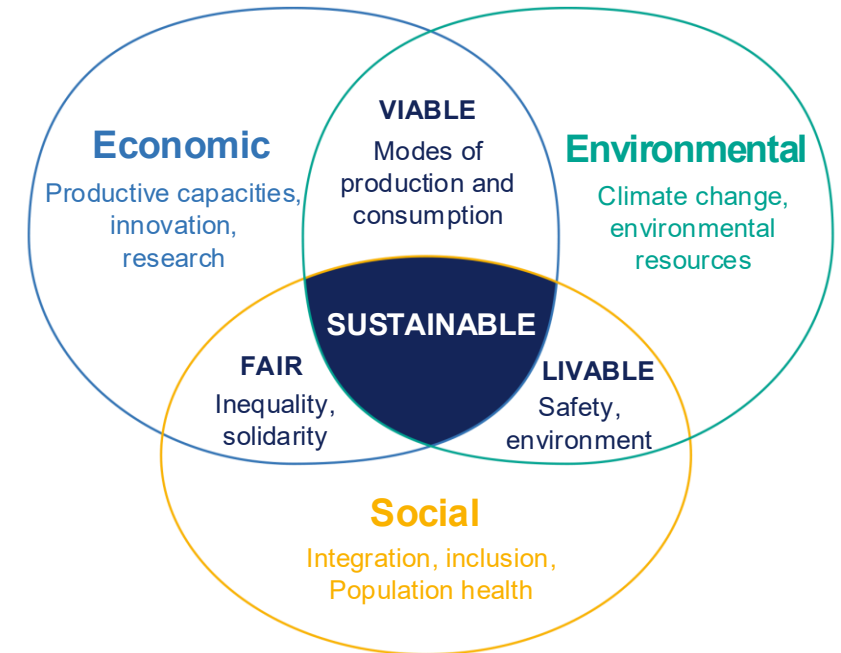 VIABLE
Modes of
production and
consumption
Economic
Productive capacities,
innovation,
research
Environmental
Climate change,
environmental
resources
SUSTAINABLE
FAIR
Inequality,
solidarity
LIVABLE
Safety,
environment
Social
Integration, inclusion,
Population health